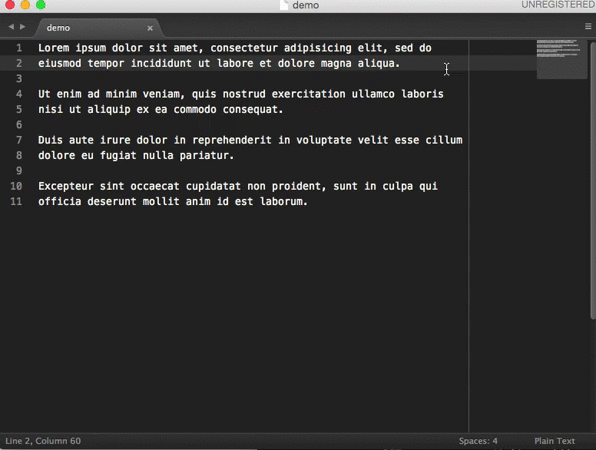 demo
UNREGISTERED
demo
1 Lorem ipsum dolor sit amet, consectetur adipisicing elit, sed do
2 eiusmod tempor incididunt ut labore et dolore magna aliqua.
3
4 Ut enim ad minim veniam, quis nostrud exercitation ullamco laboris
5 nisi ut aliquip ex ea commodo consequat.
6
7 Duis aute irure dolor in reprehenderit in voluptate velit esse cillum
8 dolore eu fugiat nulla pariatur.
9
10 Excepteur sint occaecat cupidatat non proident, sunt in culpa qui
11 officia deserunt mollit anim id est laborum.
Line 2, Column 60
Spaces: 4
Plain Text